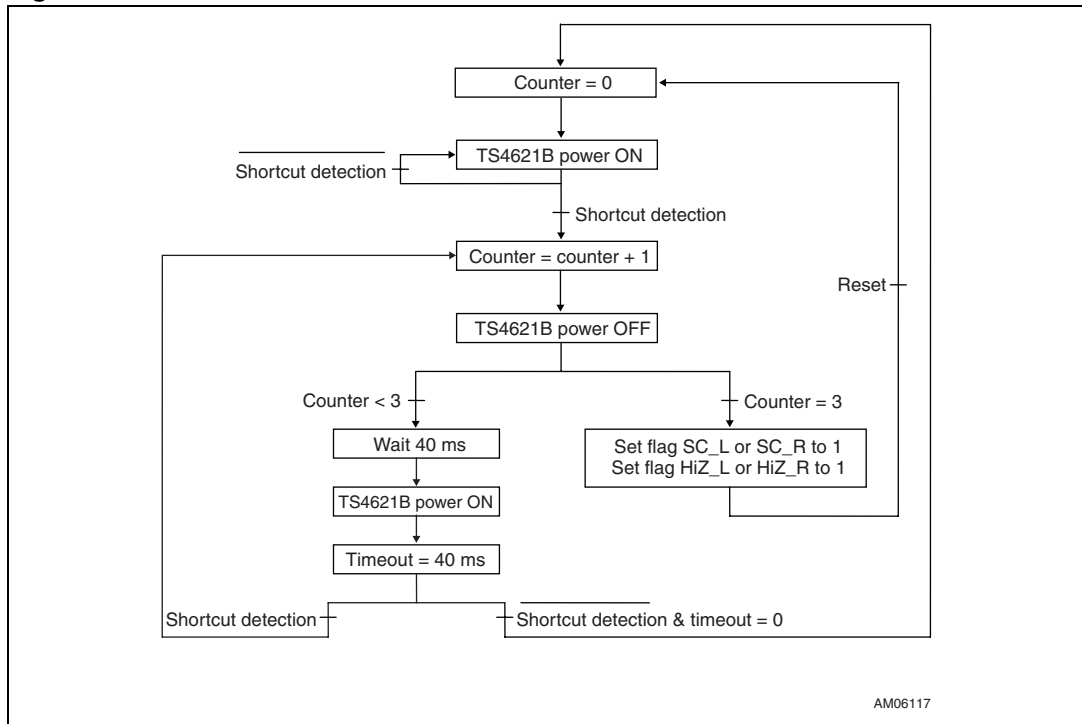 Counter = 0
TS4621B power ON
Shortcut detection
Shortcut detection
Counter = counter + 1
Reset
TS4621B power OFF
Counter < 3
Counter = 3
Wait 40 ms
Set flag SC_L or SC_R to 1
Set flag HiZ_L or HiZ_R to 1
TS4621B power ON
Timeout = 40 ms
Shortcut detection
Shortcut detection & timeout = 0
AM06117